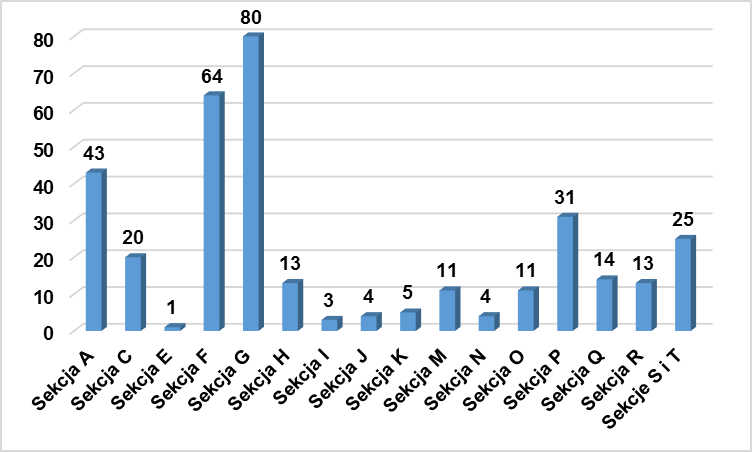 80
70
60
50
40
30
20
10
0
43
20
1
64
80
13
3
4
5
11
4
11
31
14
13
25
Sekcja A
Sekcja C
Sekcja E
Sekcja F
Sekcja G
Sekcja H
Sekcja I
Sekcja J
Sekcja K
Sekcja M
Sekcja N
Sekcja O
Sekcja P
Sekcja Q
Sekcja R
Sekcje S i T